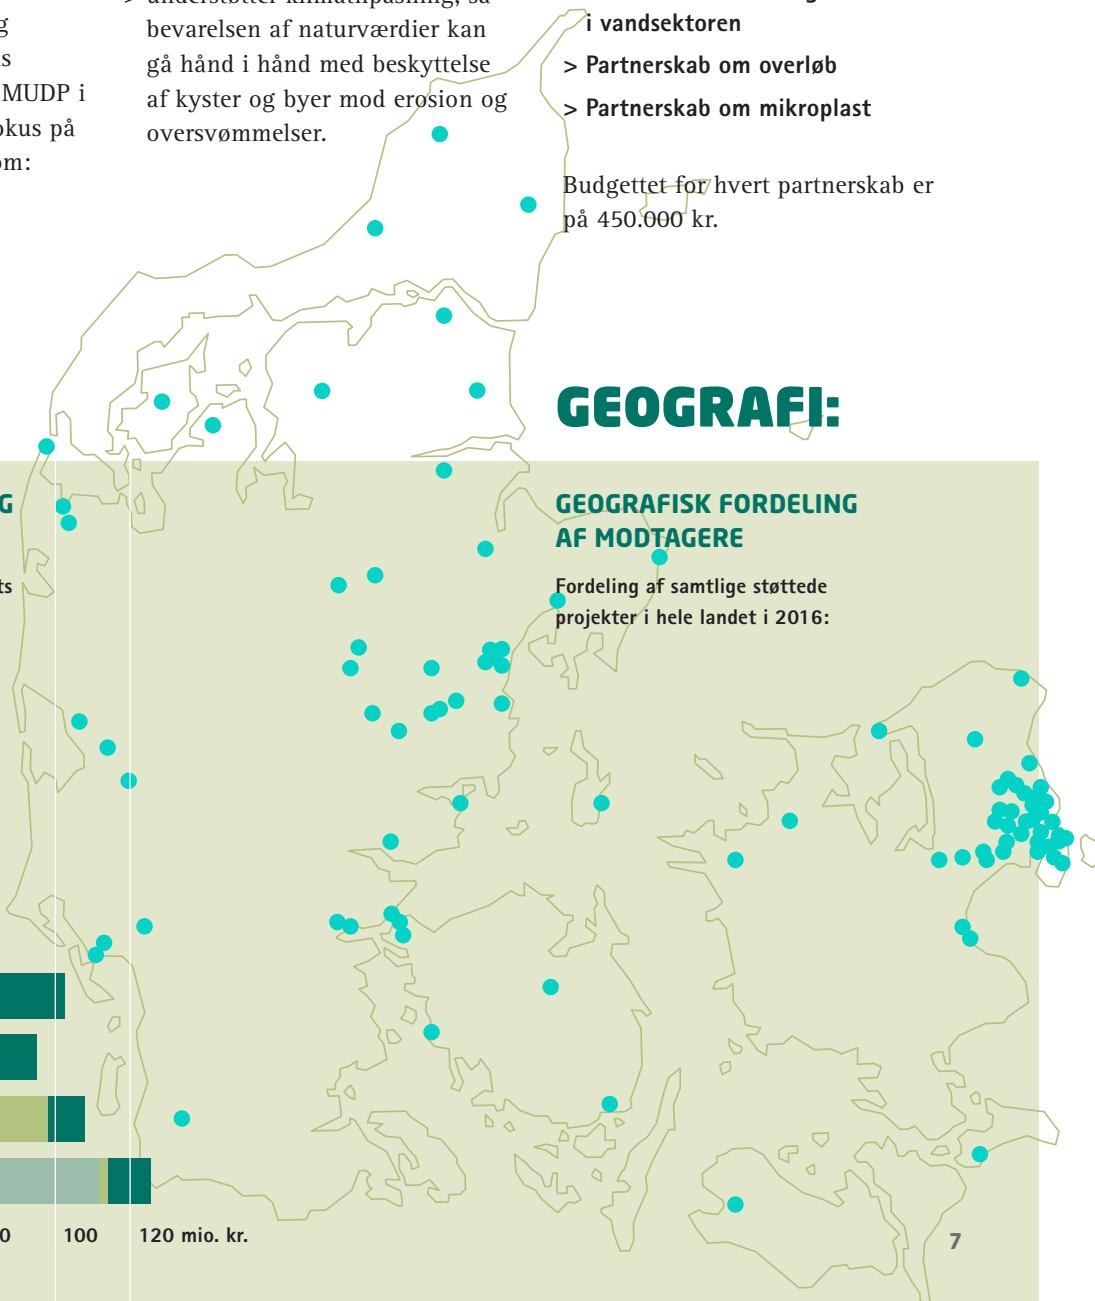 MUDP i
på
bevarelsen af naturværdier kan
gå hånd i hånd med beskyttelse
af kyster og byer mod erosion og
oversvømmelser.
i vandsektoren
> Partnerskab om overløb
> Partnerskab om mikroplast
Budgettet for hvert partnerskab er
på 450.000 kr.
GEOGRAFI:
GEOGRAFISK FORDELING
AF MODTAGERE
Fordeling af samtlige støttede
projekter i hele landet i 2016:
100
120 mio. kr.
7